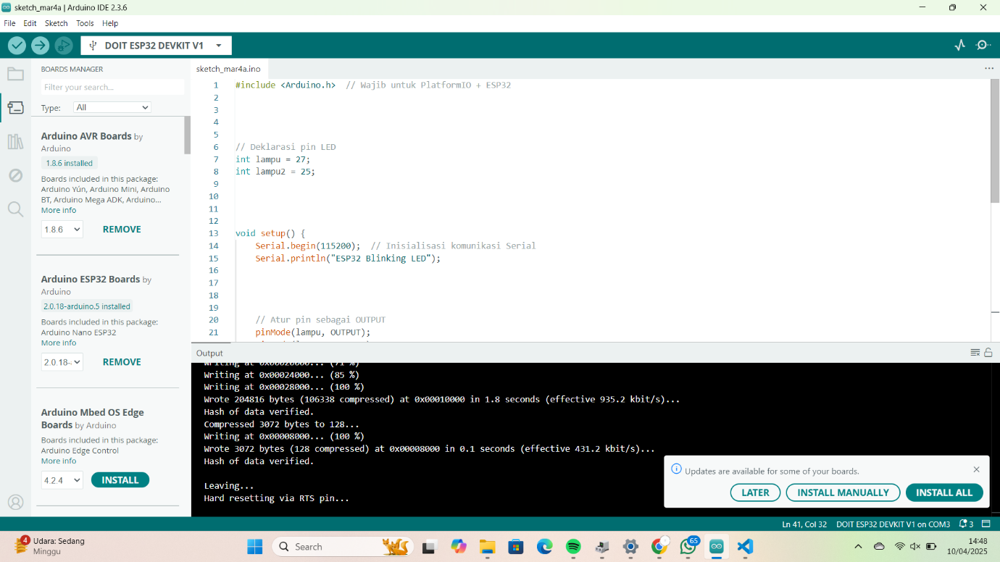 sketch_mar4a | Arduino IDE 2.3.6
File Edit Sketch Tools Help
DOIT ESP32 DEVKIT V1
BOARDS MANAGER
Filter your search...
Type: All
Arduino AVR Boards by
Arduino
1.8.6 installed
Boards included in this package:
Arduino Yún, Arduino Mini, Arduino
BT, Arduino Mega ADK, Arduino...
More info
1.8.6 REMOVE
Arduino ESP32 Boards by
Arduino
2.0.18-arduino.5 installed
Boards included in this package:
Arduino Nano ESP32
More info
2.0.18- REMOVE
Arduino Mbed OS Edge
Boards by Arduino
Boards included in this package:
Arduino Edge Control
More info
4.2.4 INSTALL
sketch_mar4a.ino
1 #include <Arduino.h> // Wajib untuk PlatformIO + ESP32
2
3
4
5
6 // Deklarasi pin LED
7 int lampu = 27;
8 int lampu2 = 25;
9
10
11
12
13 void setup() {
14 Serial.begin(115200); // Inisialisasi komunikasi Serial
15 Serial.println("ESP32 Blinking LED");
16
17
18
19
20 // Atur pin sebagai OUTPUT
21 pinMode(lampu, OUTPUT);
Output
Writing at 0x00020000... (71 %)
Writing at 0x00024000... (85 %)
Writing at 0x00028000... (100 %)
Wrote 204816 bytes (106338 compressed) at 0x00010000 in 1.8 seconds (effective 935.2 kbit/s)...
Hash of data verified.
Compressed 3072 bytes to 128...
Writing at 0x00008000... (100 %)
Wrote 3072 bytes (128 compressed) at 0x00008000 in 0.1 seconds (effective 431.2 kbit/s)...
Hash of data verified.
Leaving...
Hard resetting via RTS pin...
Updates are available for some of your boards.
LATER INSTALL MANUALLY INSTALL ALL
Ln 41, Col 32 DOIT ESP32 DEVKIT V1 on COM3 3
4
Udara: Sedang
Minggu
Search
65
14:48
10/04/2025